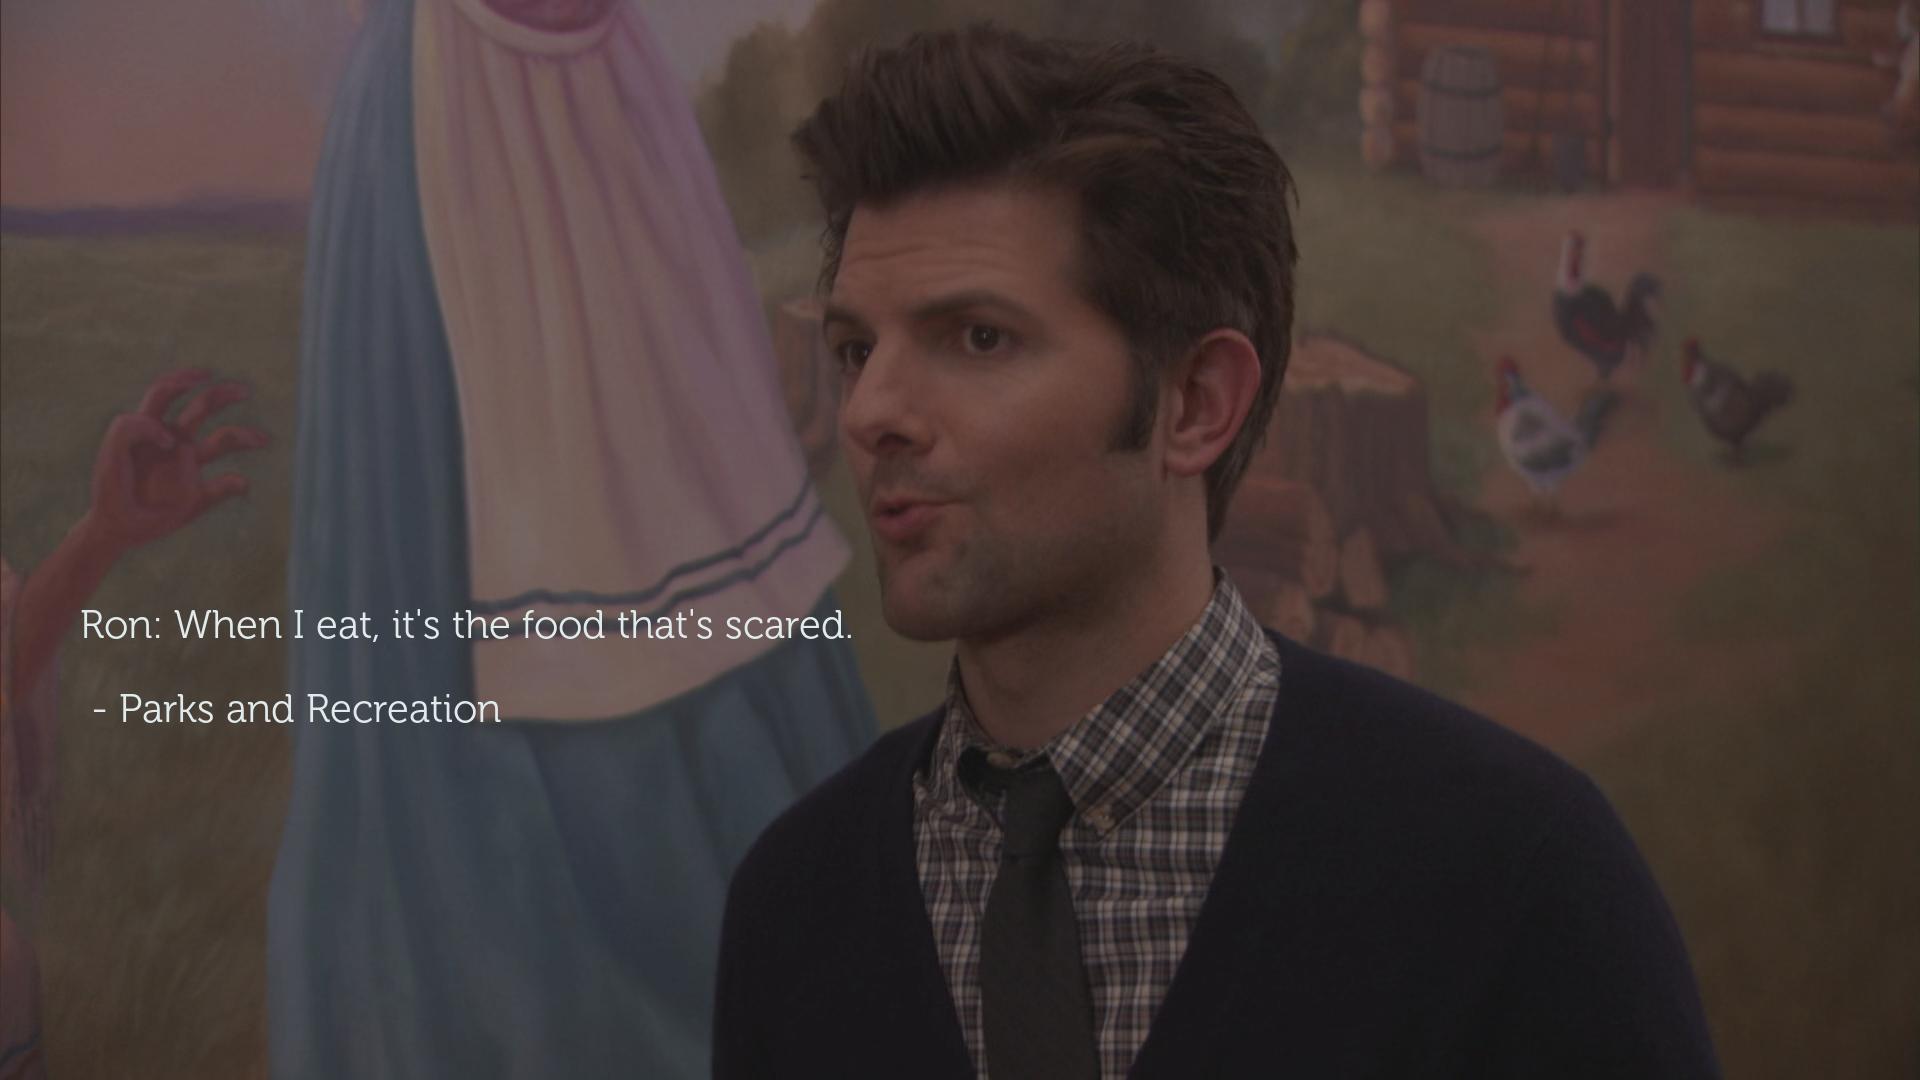 Ron: When I eat, it's the food that's scared.
- Parks and Recreation